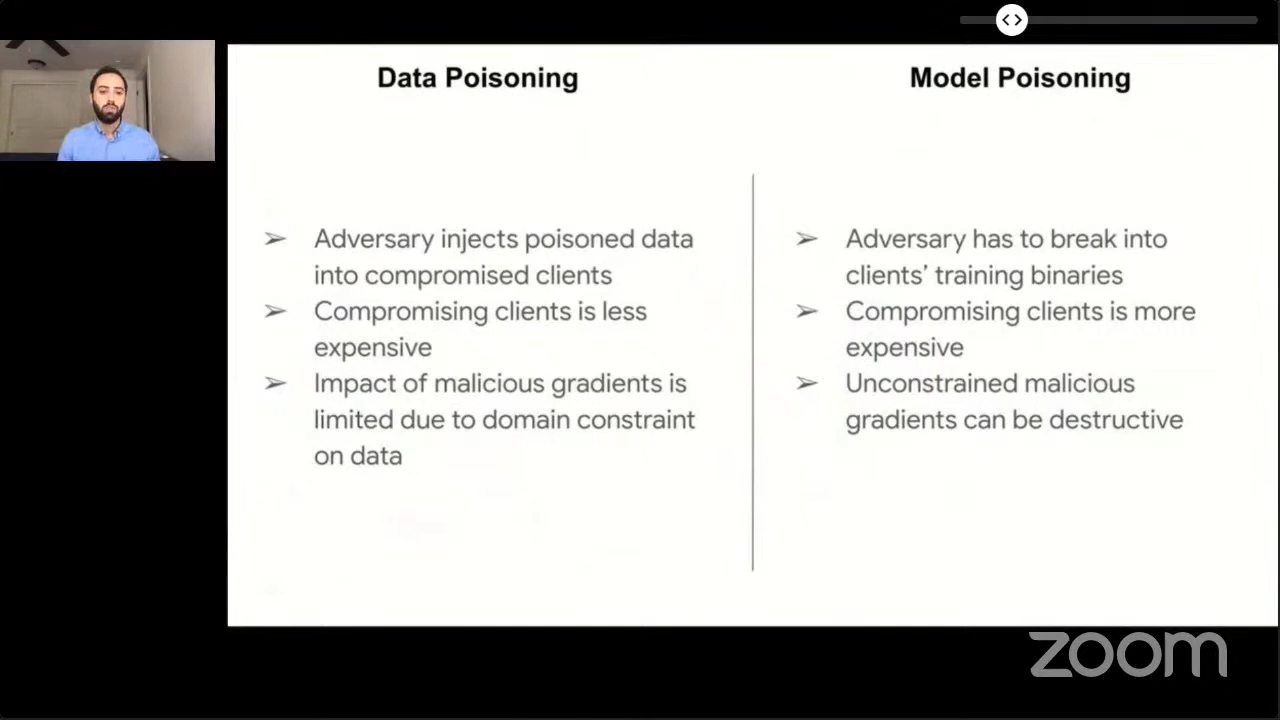 Data Poisoning
Model Poisoning
➢ Adversary injects poisoned data
into compromised clients
➢ Compromising clients is less
expensive
➢ Impact of malicious gradients is
limited due to domain constraint
on data
➢ Adversary has to break into
clients’ training binaries
➢ Compromising clients is more
expensive
➢ Unconstrained malicious
gradients can be destructive
zoom